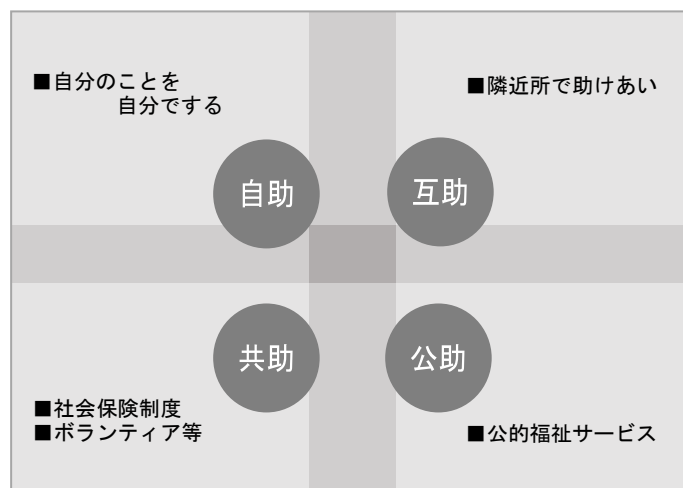 ■自分のことを
自分でする
■隣近所で助けあい
自助
互助
共助
公助
■社会保険制度
■ボランティア等
■公的福祉サービス